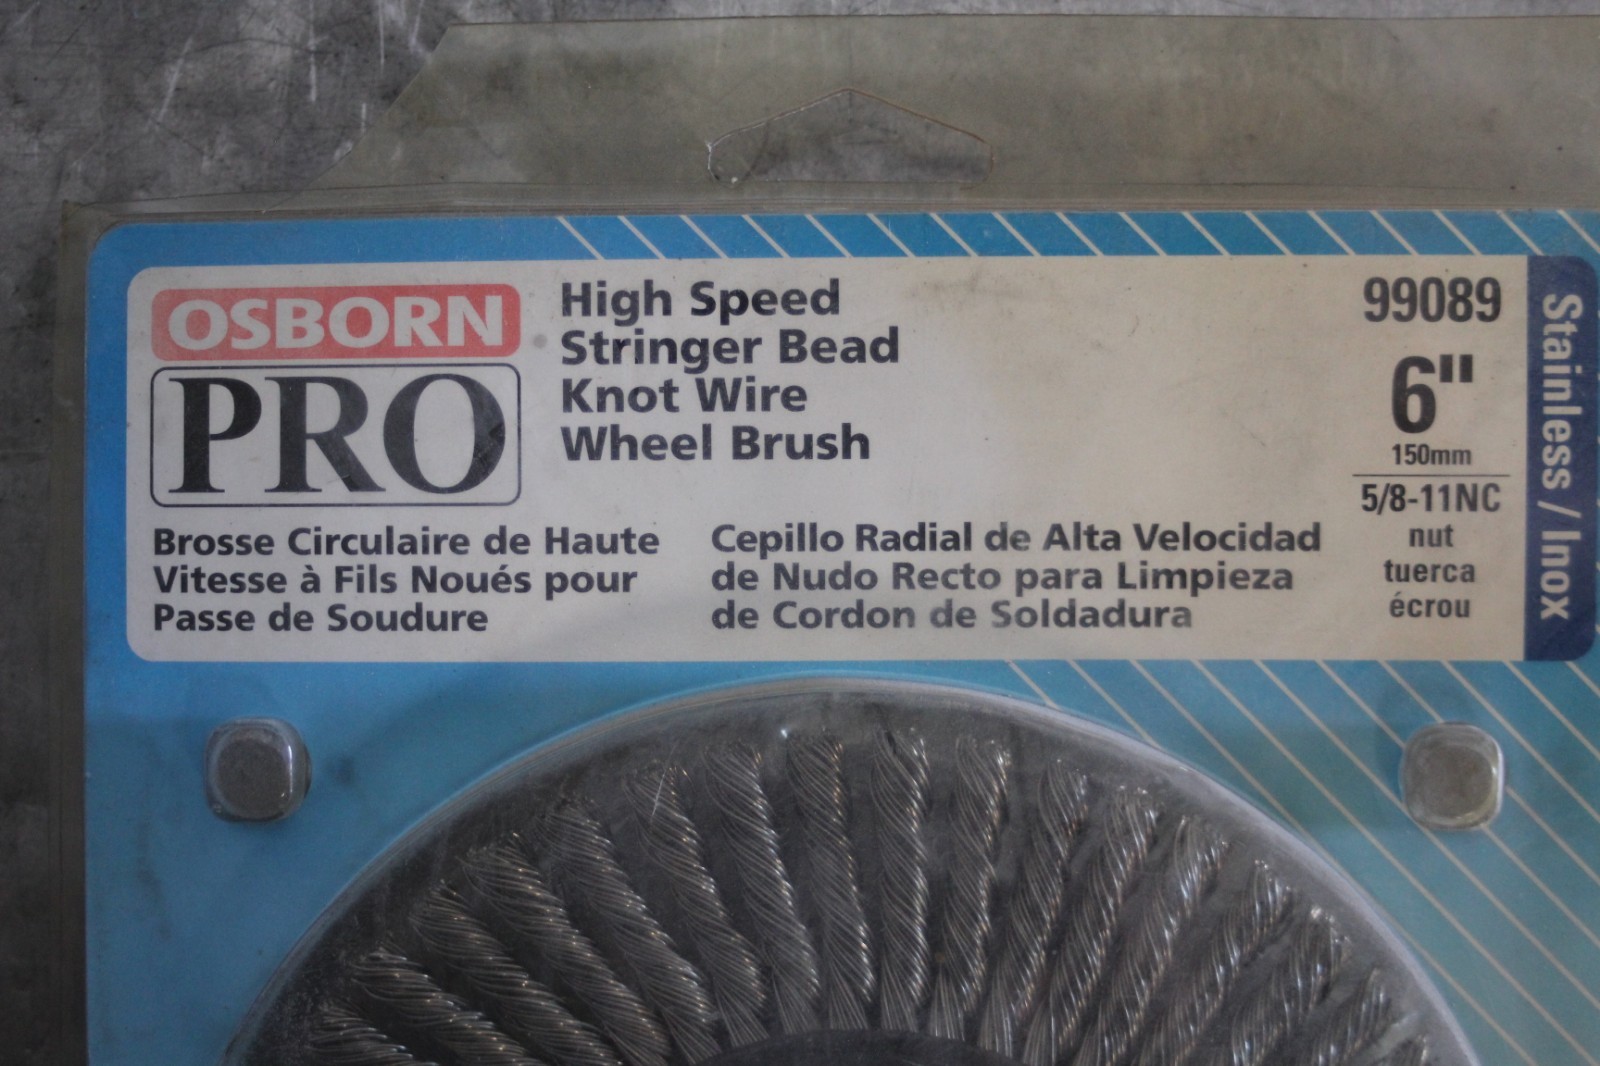 OSBORN
PRO
High Speed
Stringer Bead
Knot Wire
Wheel Brush
Brosse Circulaire de Haute
Vitesse à Fils Noués pour
Passe de Soudure
Cepillo Radial de Alta Velocidad
de Nudo Recto para Limpieza
de Cordon de Soldadura
99089
6"
150mm
5/8-11NC
nut
tuerca
écrou
Stainless / Inox